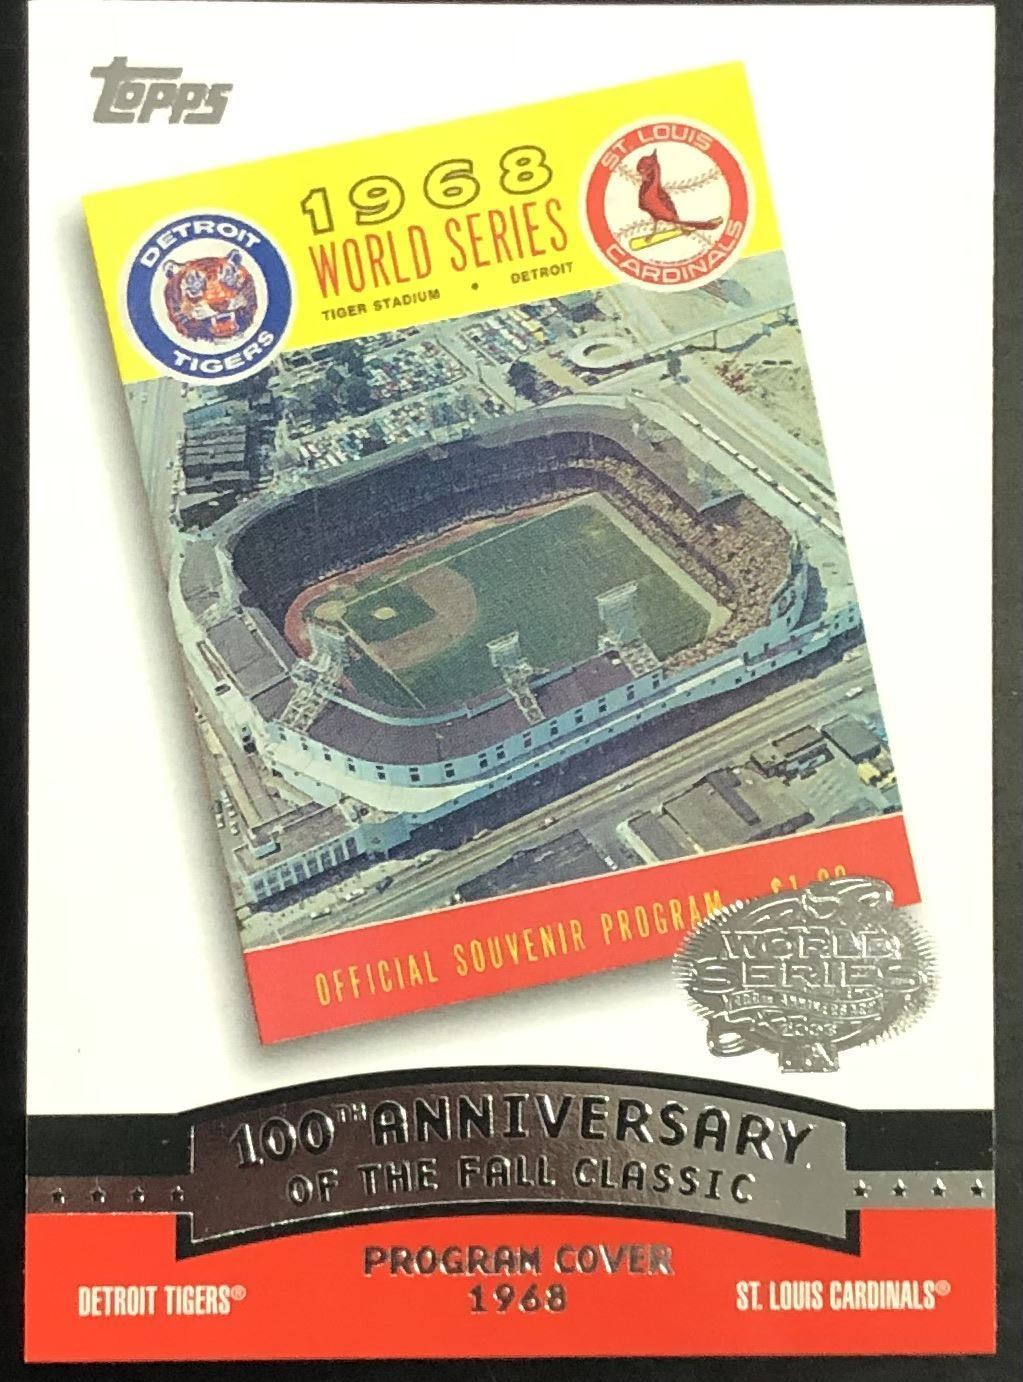 Topps
1968
WORLD SERIES
TIGER STADIUM • DETROIT
DETROIT
TIGERS
ST. LOUIS
CARDINALS
OFFICIAL SOUVENIR PROGRAM
WORLD
SERIES
100TH ANNIVERSARY
OF THE FALL CLASSIC
PROGRAM COVER
1968
DETROIT TIGERS®
ST. LOUIS CARDINALS®